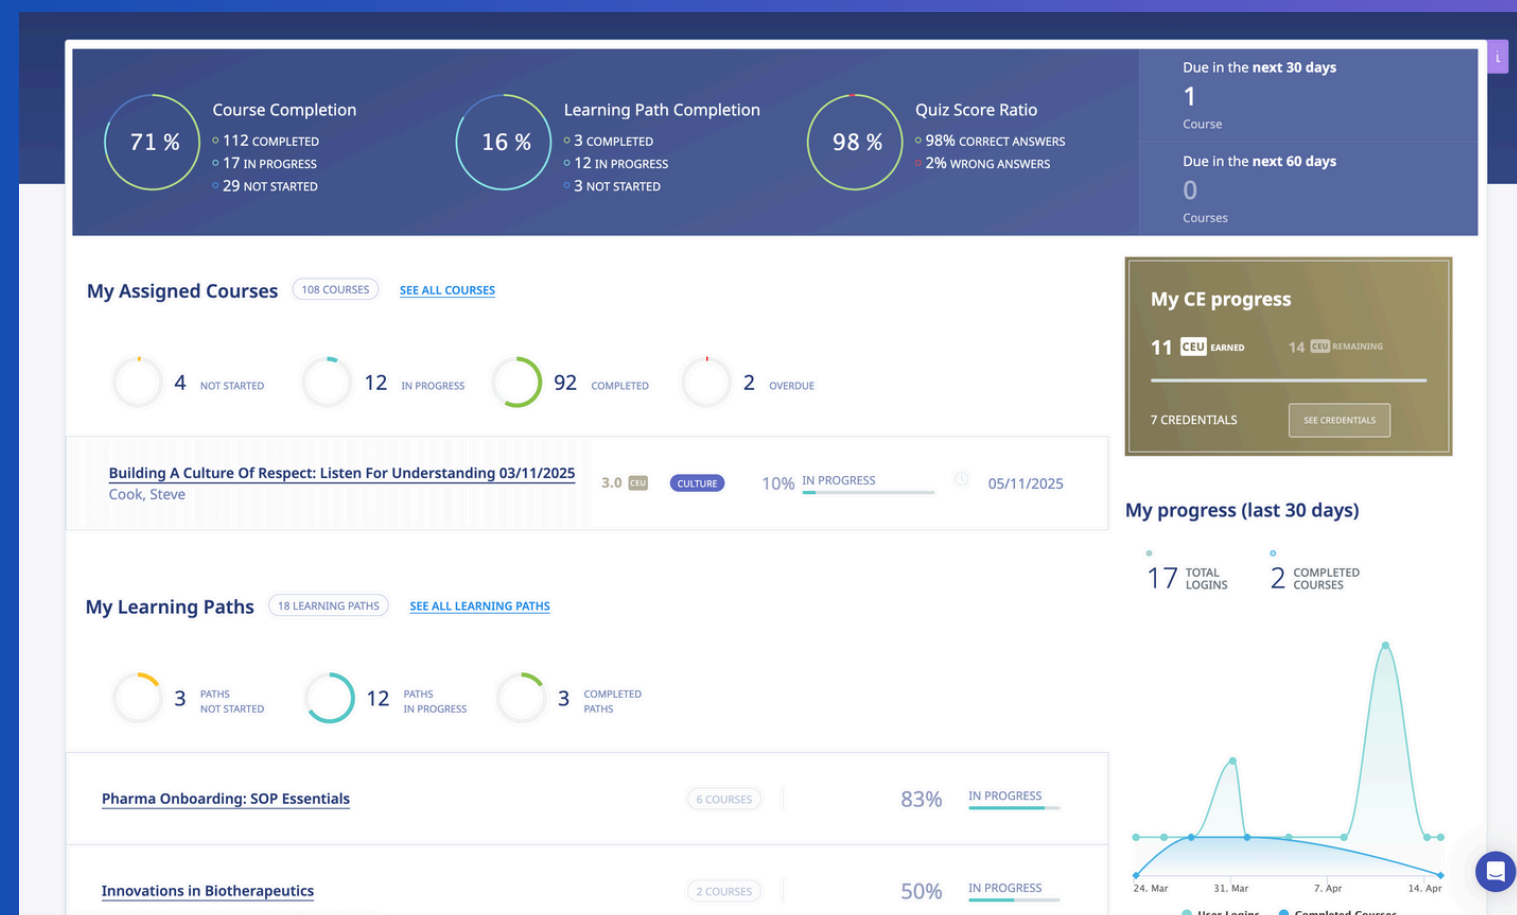 Course Completion
71 %
112 COMPLETED
17 IN PROGRESS
29 NOT STARTED
Learning Path Completion
16 %
3 COMPLETED
12 IN PROGRESS
3 NOT STARTED
Quiz Score Ratio
98 %
98% CORRECT ANSWERS
2% WRONG ANSWERS
Due in the next 30 days
1
Course
Due in the next 60 days
0
Courses
i
My Assigned Courses 108 COURSES SEE ALL COURSES
4 NOT STARTED
12 IN PROGRESS
92 COMPLETED
2 OVERDUE
Building A Culture Of Respect: Listen For Understanding 03/11/2025
Cook, Steve
3.0 CEU
CULTURE
10% IN PROGRESS
05/11/2025
My Learning Paths 18 LEARNING PATHS SEE ALL LEARNING PATHS
3 PATHS
NOT STARTED
12 PATHS
IN PROGRESS
3 COMPLETED
PATHS
Pharma Onboarding: SOP Essentials 6 COURSES 83% IN PROGRESS
Innovations in Biotherapeutics 2 COURSES 50% IN PROGRESS
My CE progress
11 CEU EARNED
14 CEU REMAINING
7 CREDENTIALS
SEE CREDENTIALS
My progress (last 30 days)
17 TOTAL
LOGINS
2 COMPLETED
COURSES
24. Mar 31. Mar 7. Apr 14. Apr
User Logins Completed Courses